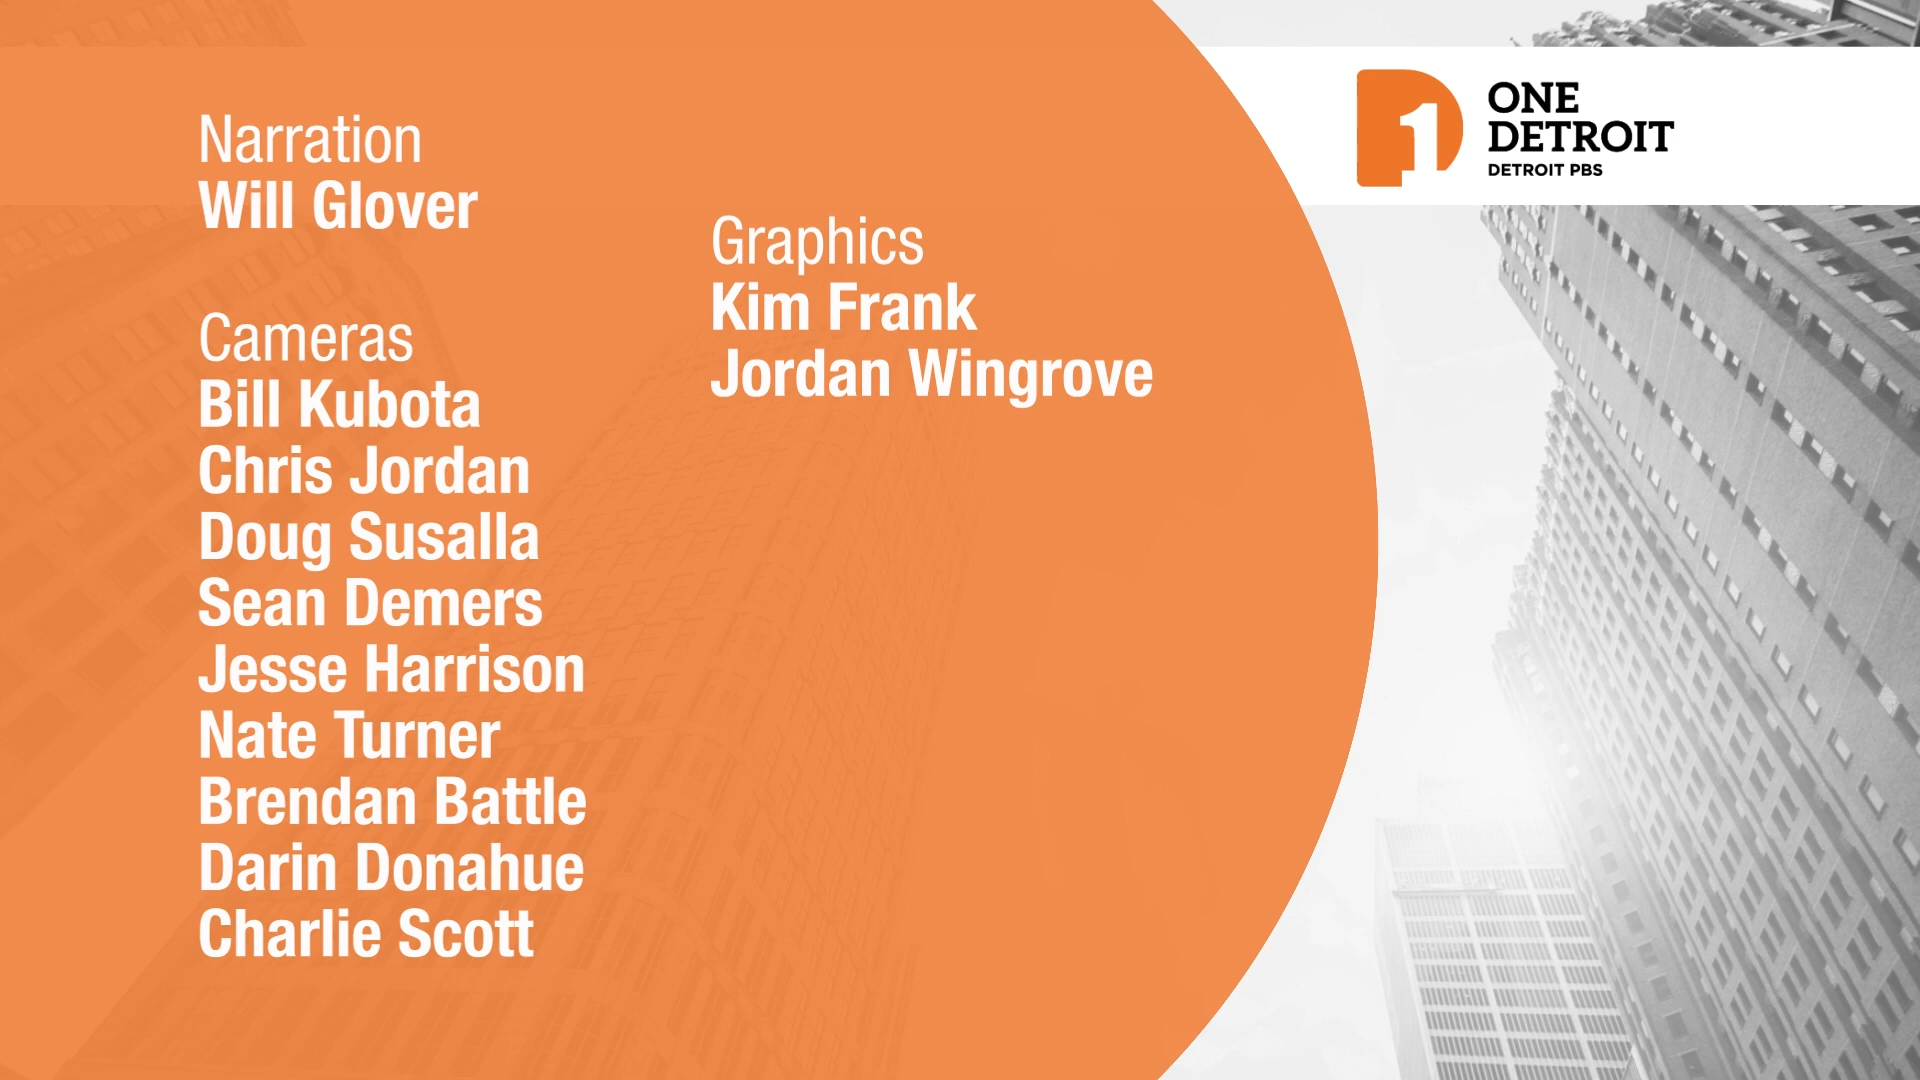 Narration
Will Glover
Cameras
Bill Kubota
Chris Jordan
Doug Susalla
Sean Demers
Jesse Harrison
Nate Turner
Brendan Battle
Darin Donahue
Charlie Scott
Graphics
Kim Frank
Jordan Wingrove
1
ONE
DETROIT
DETROIT PBS